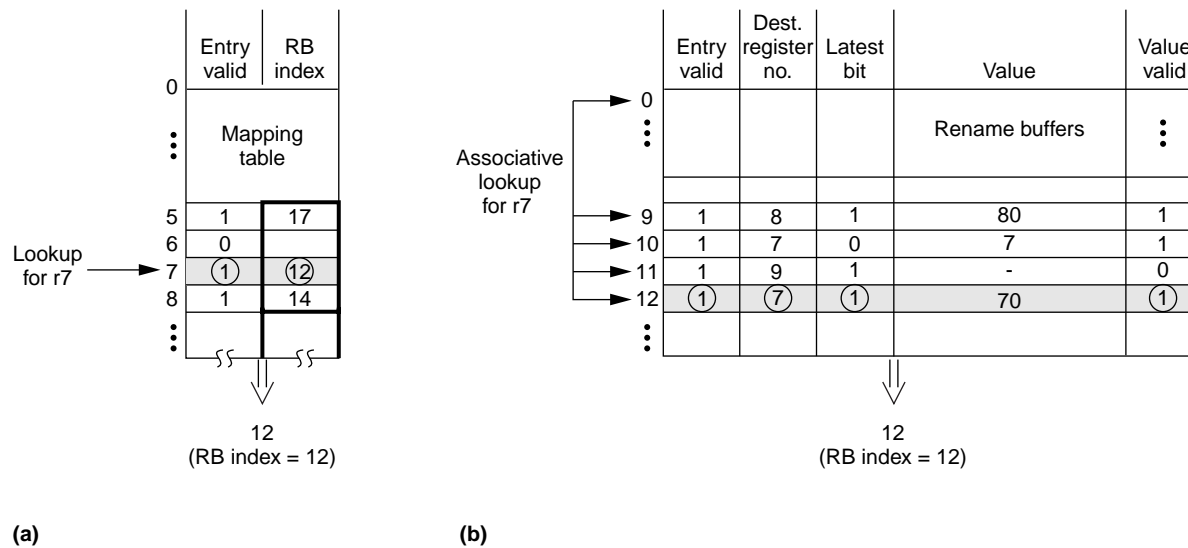 Entry valid
RB index
0
Mapping table
5 1 17
6 0
Lookup for r7
7 1 12
8 1 14
12
(RB index = 12)
(a)
Entry valid
Dest. register no.
Latest bit
Value
Value valid
0
Rename buffers
Associative lookup for r7
9 1 8 1 80 1
10 1 7 0 7 1
11 1 9 1 - 0
12 1 7 1 70 1
12
(RB index = 12)
(b)